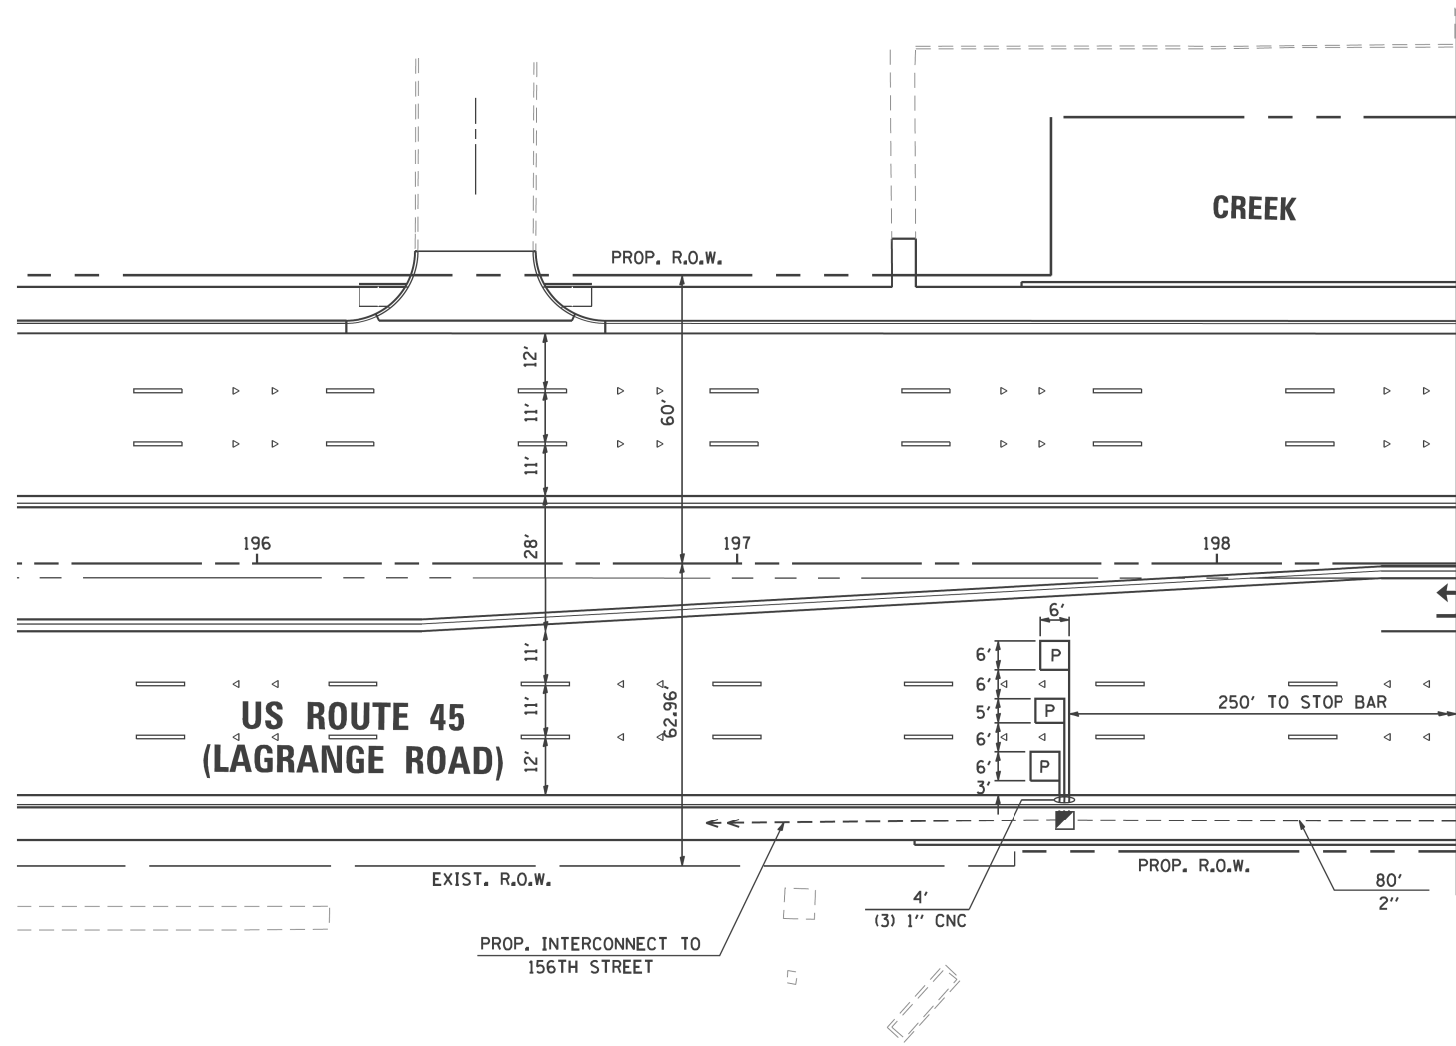 CREEK
PROP. R.O.W.
12'
11'
11'
60'
28'
196
197
198
6'
11'
11'
12'
62.96'
US ROUTE 45
(LAGRANGE ROAD)
6'
6'
5'
6'
6'
3'
P
P
P
250' TO STOP BAR
EXIST. R.O.W.
PROP. R.O.W.
4'
(3) 1'' CNC
80'
2''
PROP. INTERCONNECT TO
156TH STREET